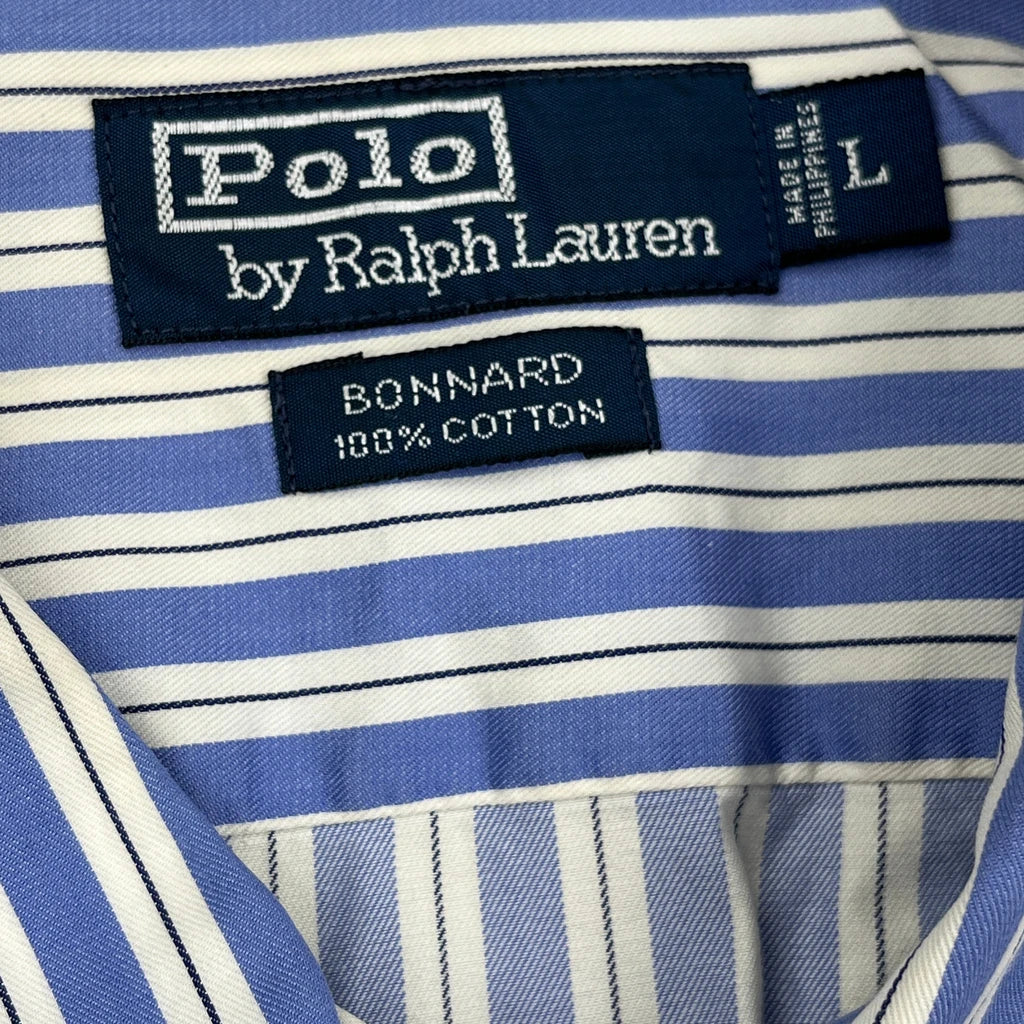 Polo
by Ralph Lauren
MADE IN
PHILIPPINES
L
BONNARD
100% COTTON